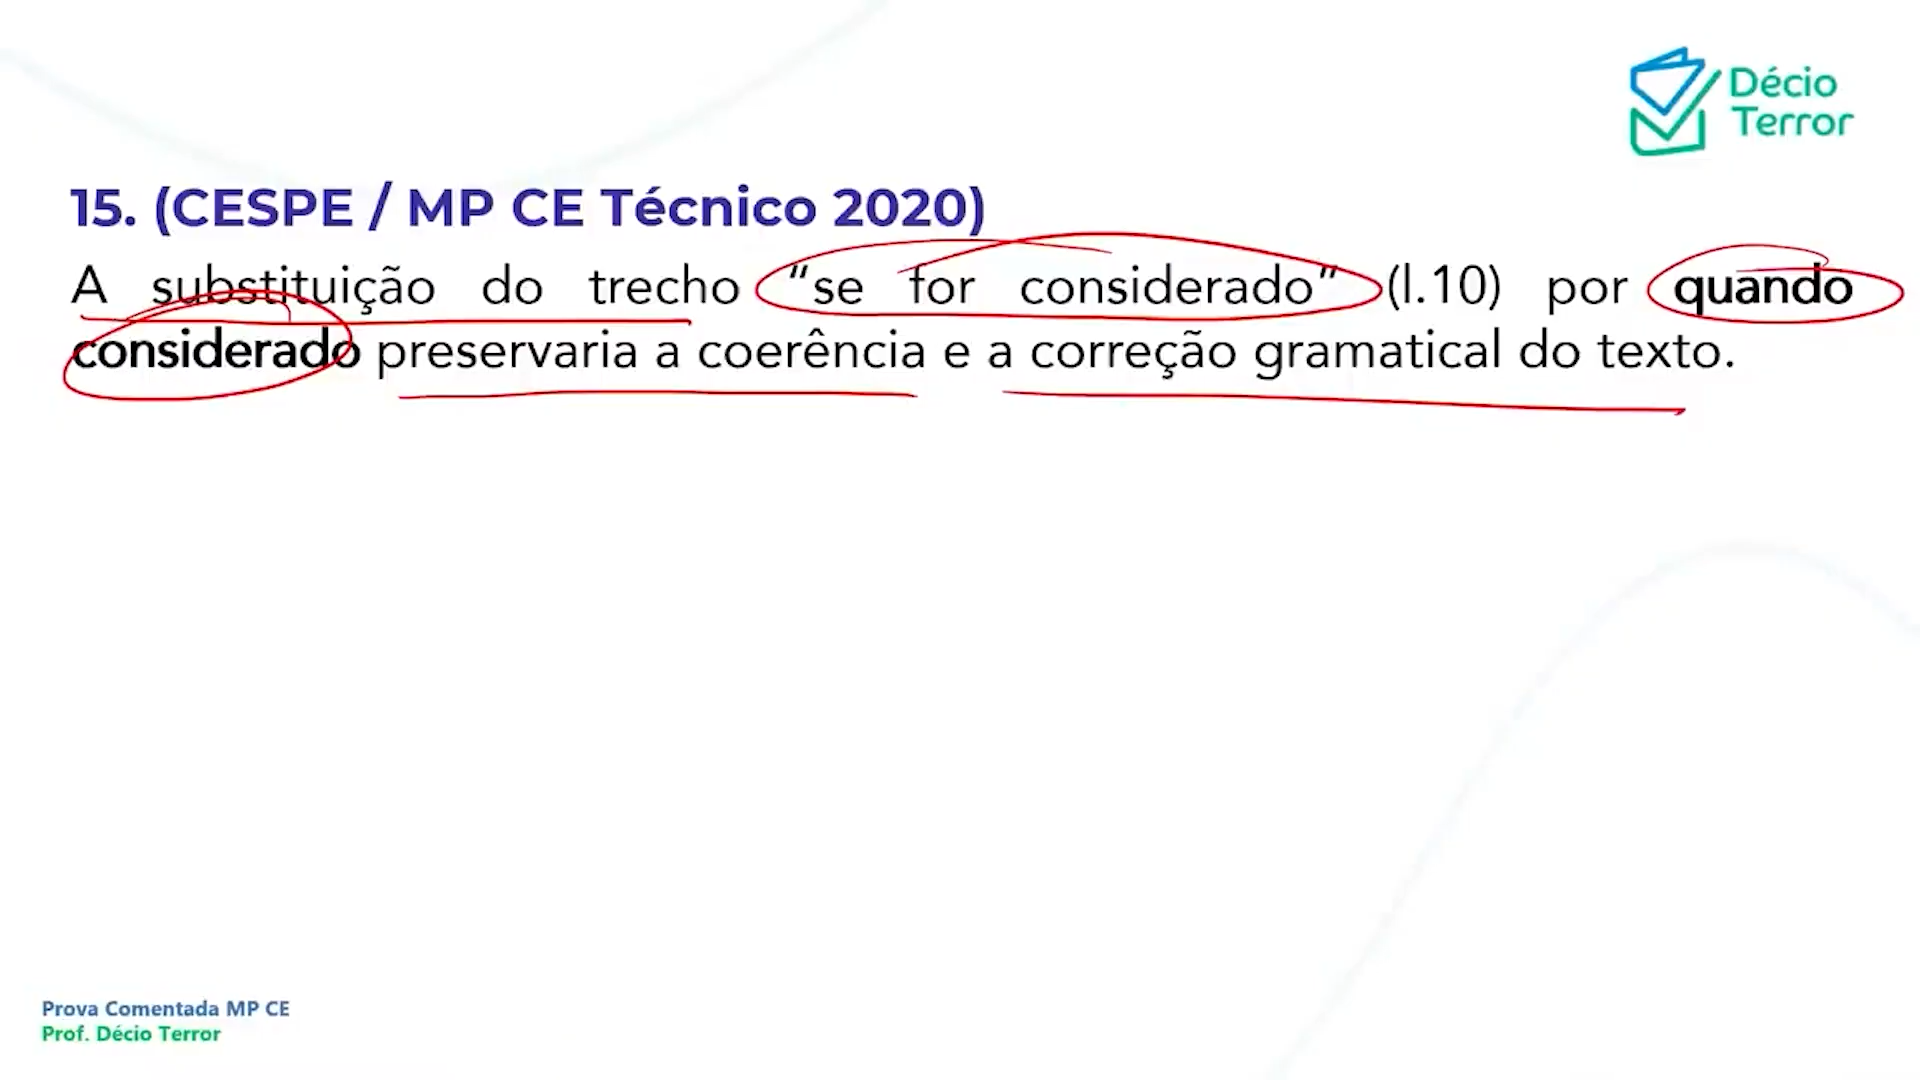 Décio
Terror
15. (CESPE / MP CE Técnico 2020)
A substituição do trecho “se for considerado” (l.10) por quando
considerado preservaria a coerência e a correção gramatical do texto.
Prova Comentada MP CE
Prof. Décio Terror